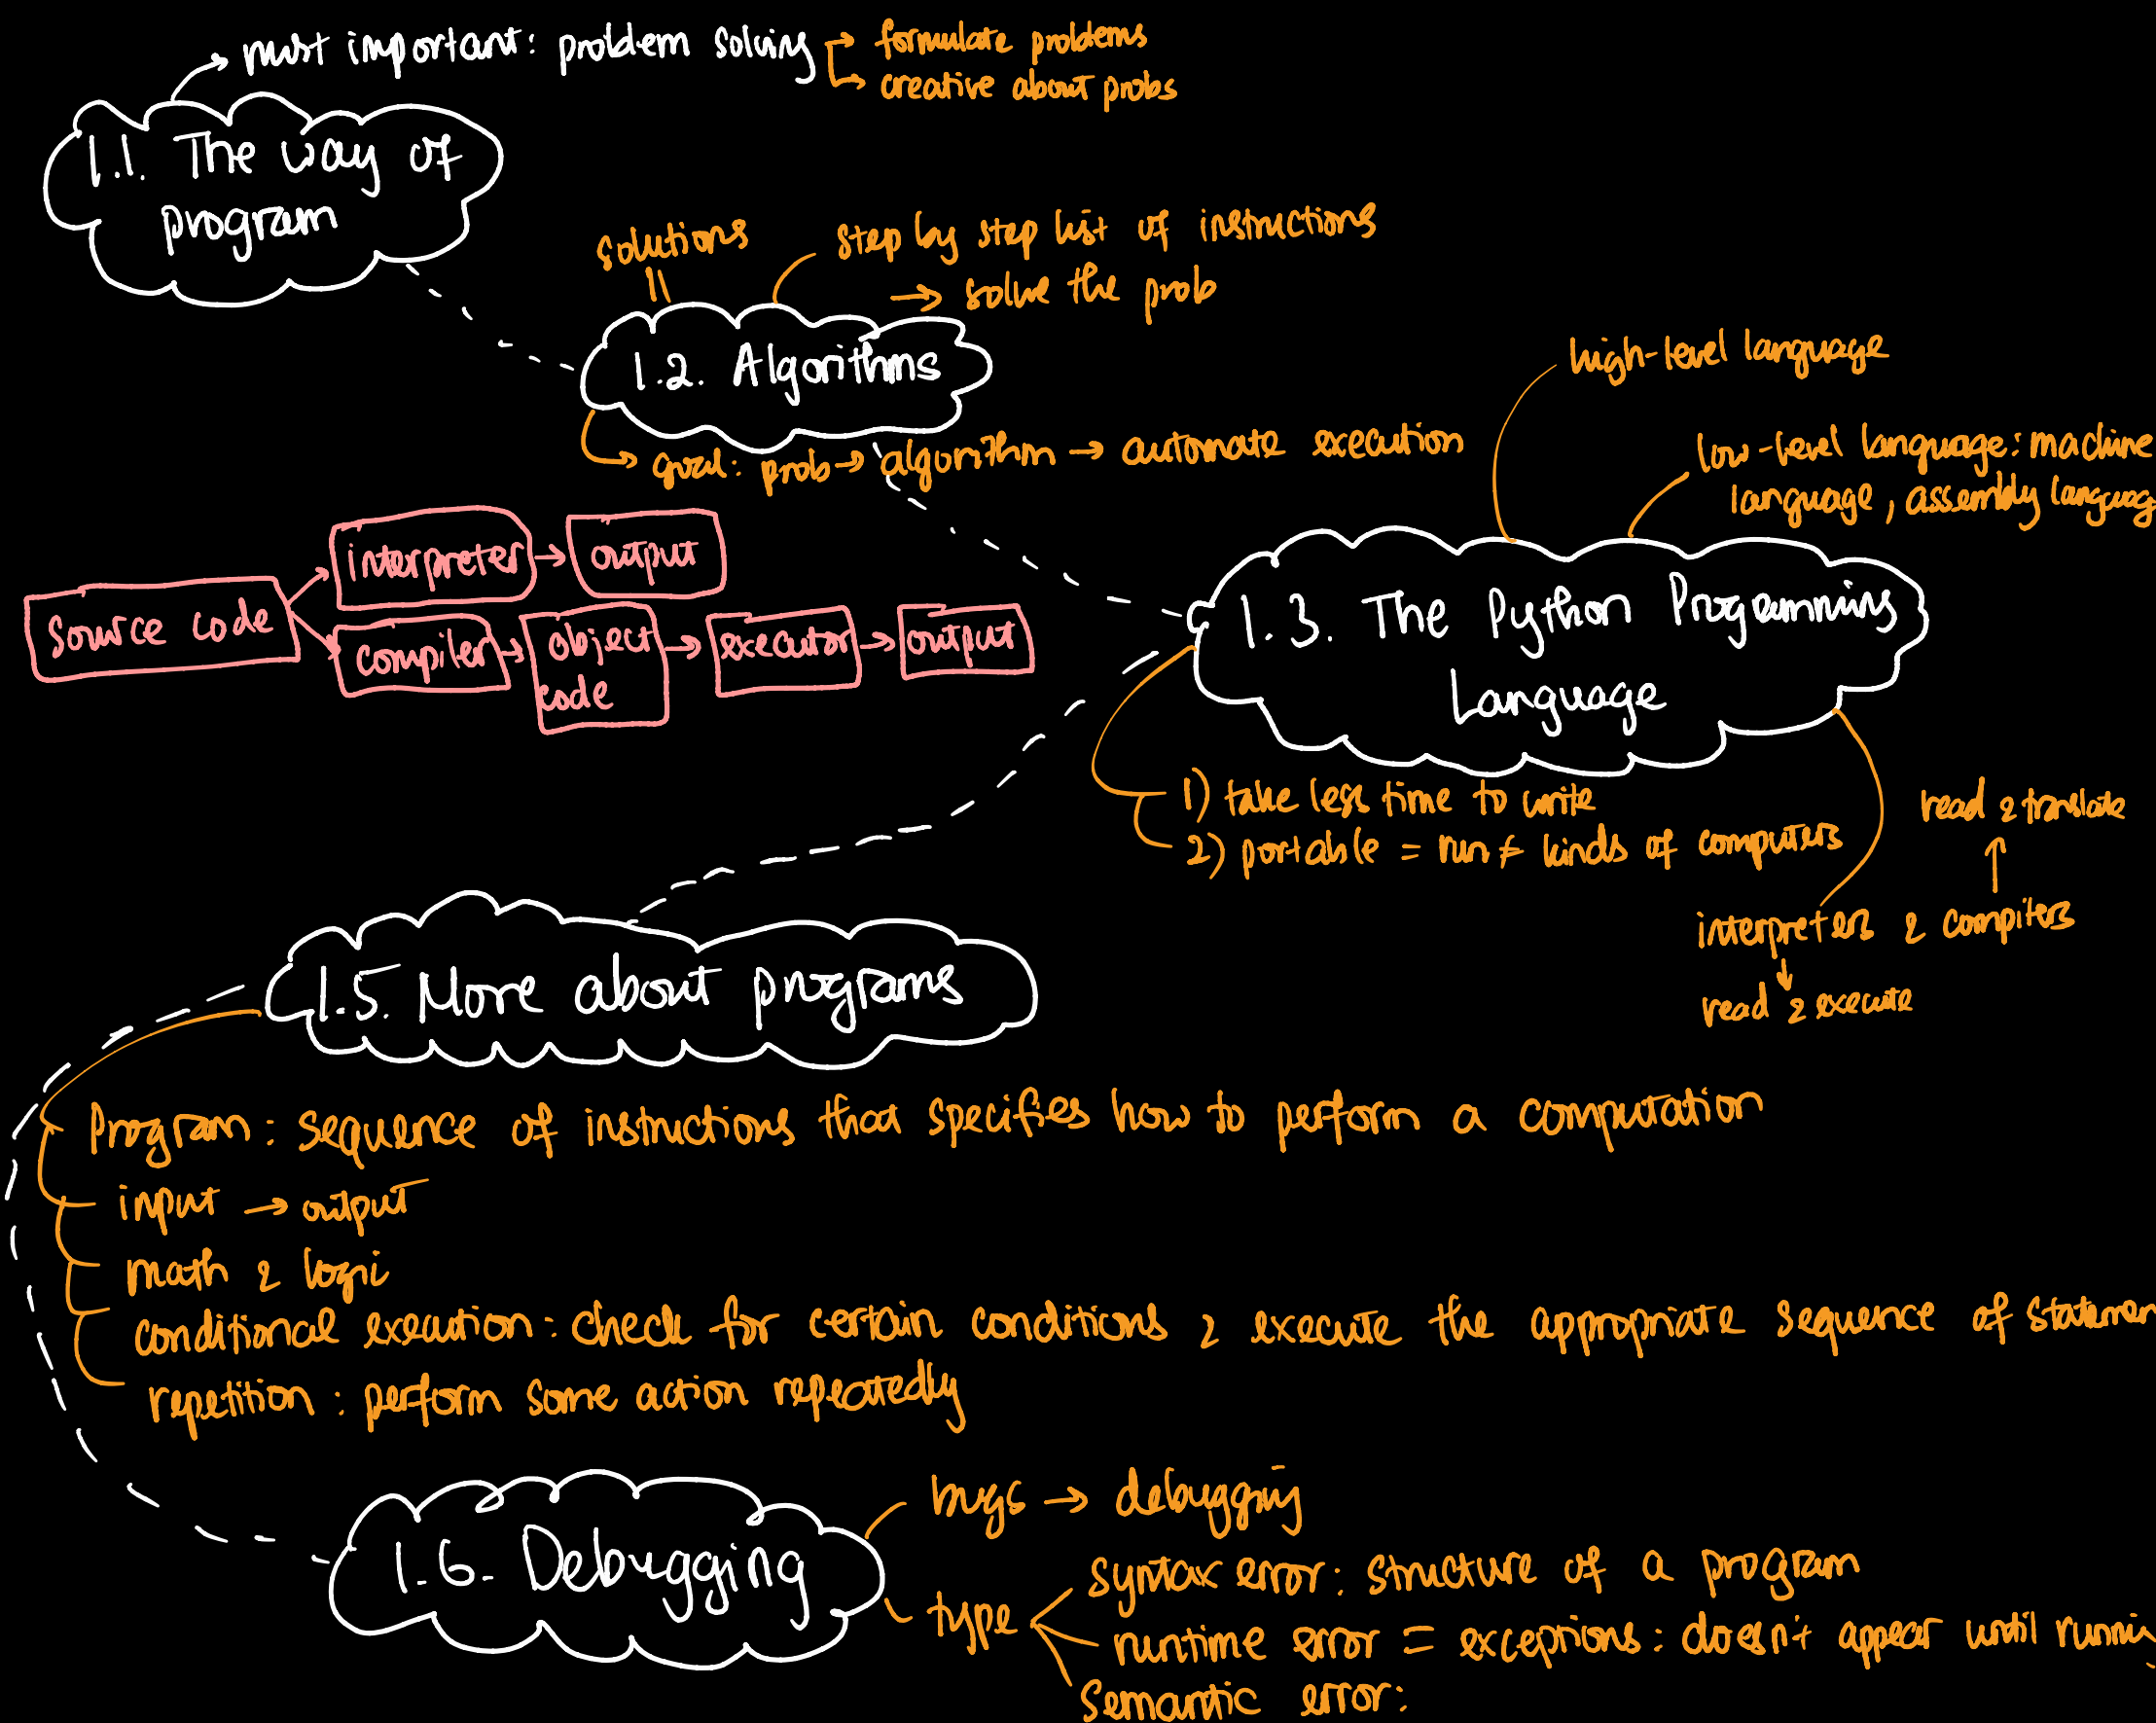 most important: problem solving → formulate problems
→ creative about probs
1.1. The way of
program
solutions
step by step list of instructions
→ solve the prob
1.2. Algorithms
goal: prob → algorithm → automate execution
high-level language
low-level language: machine
language, assembly languag
source code
interpreter → output
compiler → object code → executor → output
1.3. The Python Programming
Language
1) take less time to write
2) portable = run ≠ kinds of computers
read & translate
interpreters & compilers
read & execute
1.5. More about programs
Program: sequence of instructions that specifies how to perform a computation
input → output
math & logic
conditional execution: check for certain conditions & execute the appropriate sequence of statemen
repetition: perform some action repeatedly
1.6. Debugging
bugs → debugging
type
syntax error: structure of a program
runtime error = exceptions: doesn't appear until runnin
semantic error: